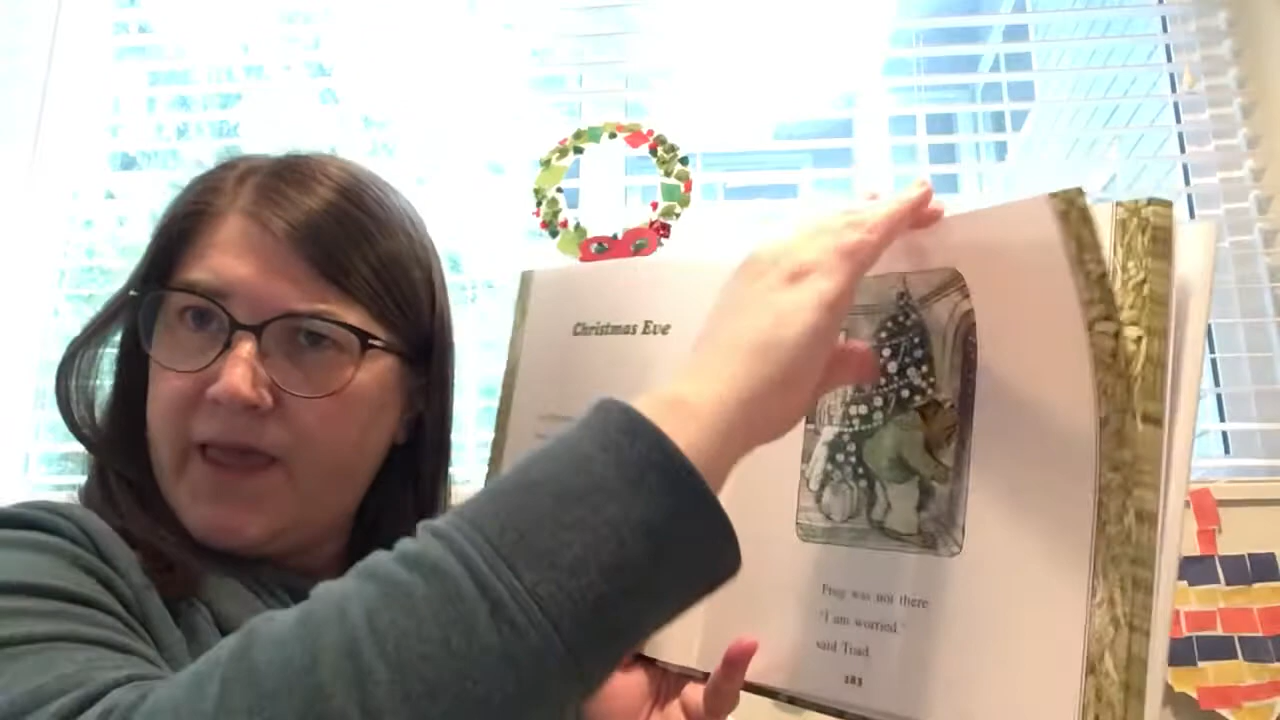 Christmas Eve
Frog was not there.
"I am worried,"
said Toad.
183